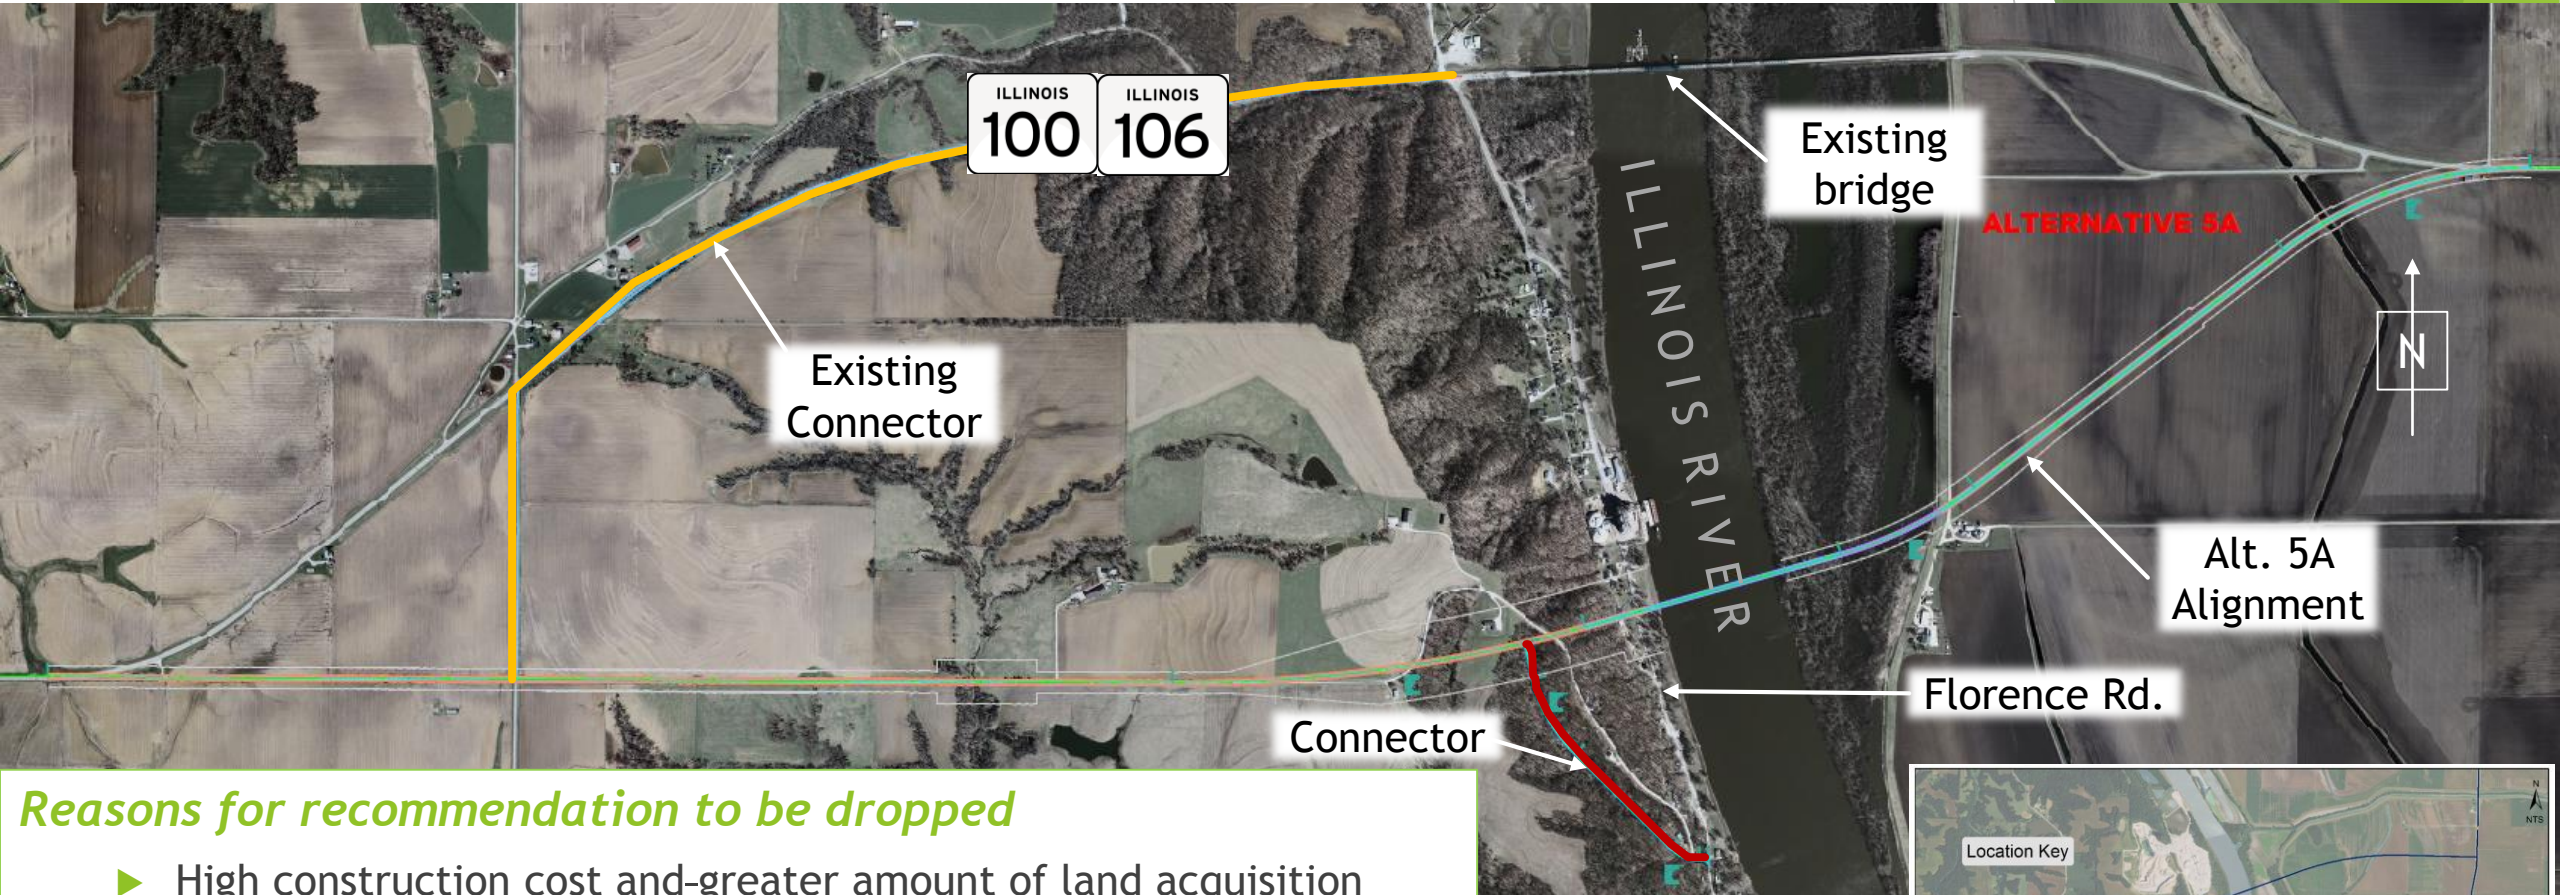 ILLINOIS
100
ILLINOIS
106
Existing
bridge
ALTERNATIVE 5A
ILLINOIS RIVER
N
Existing
Connector
Alt. 5A
Alignment
Florence Rd.
Connector
Reasons for recommendation to be dropped
High construction cost and-greater amount of land acquisition
N
NTS
Location Key